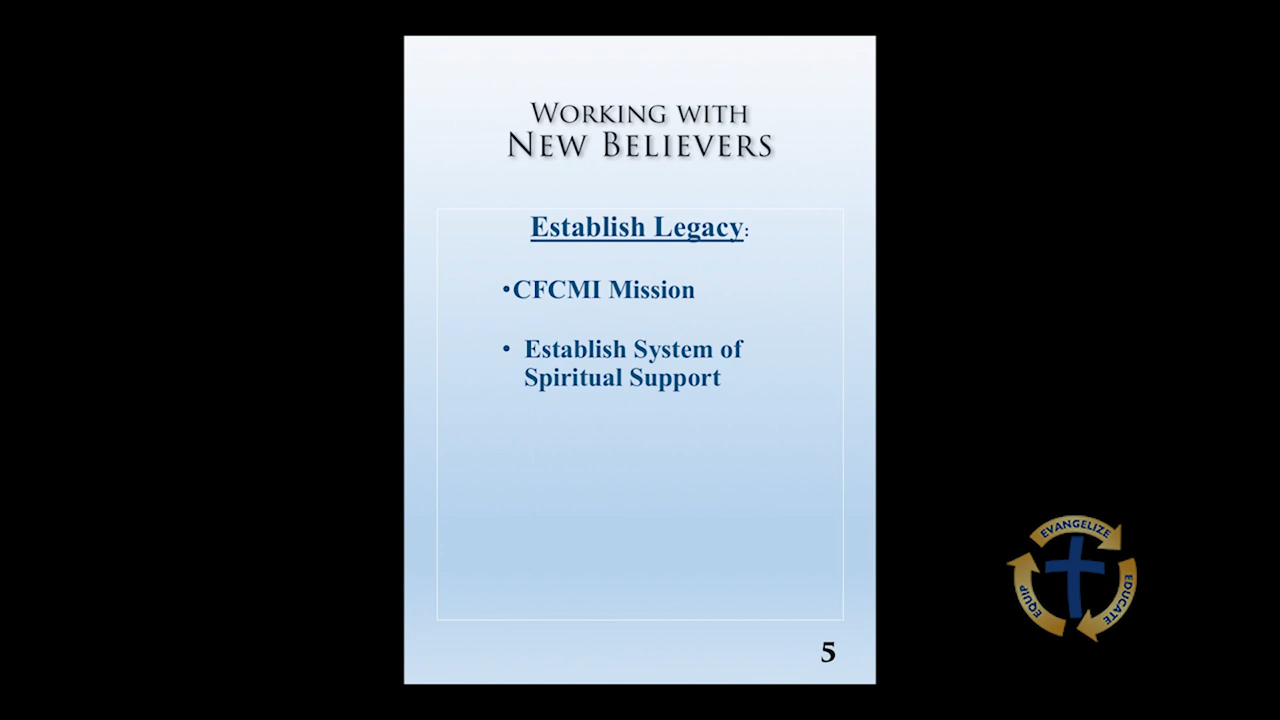 WORKING WITH
NEW BELIEVERS
Establish Legacy:
•CFCMI Mission
• Establish System of
Spiritual Support
5
EVANGELIZE
EDUCATE
EQUIP